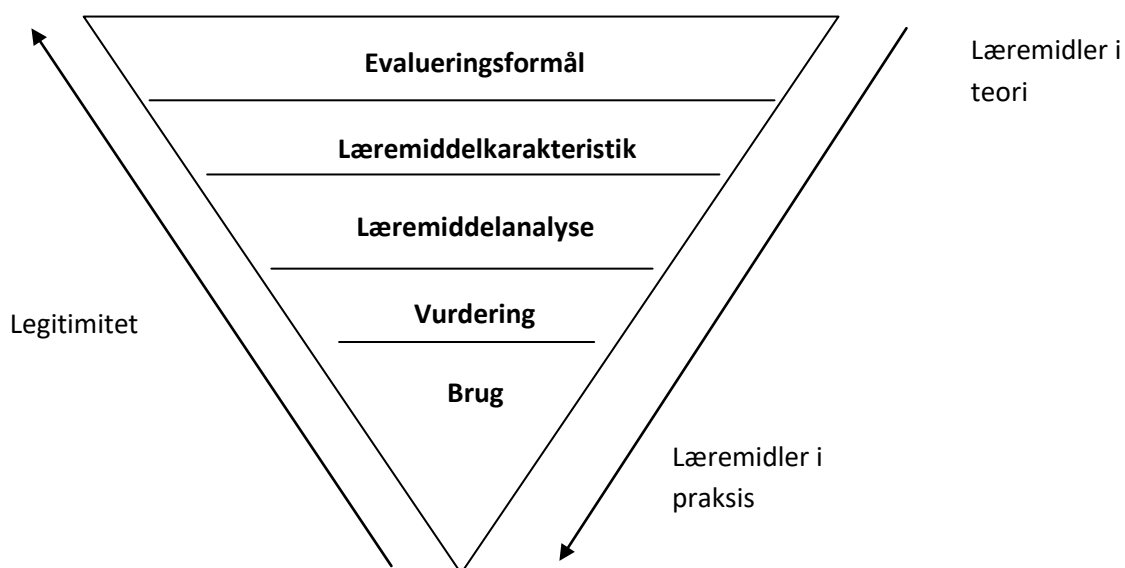 Evalueringsformål
Læremidler i
teori
Læremiddelkarakteristik
Læremiddelanalyse
Vurdering
Legitimitet
Brug
Læremidler i
praksis